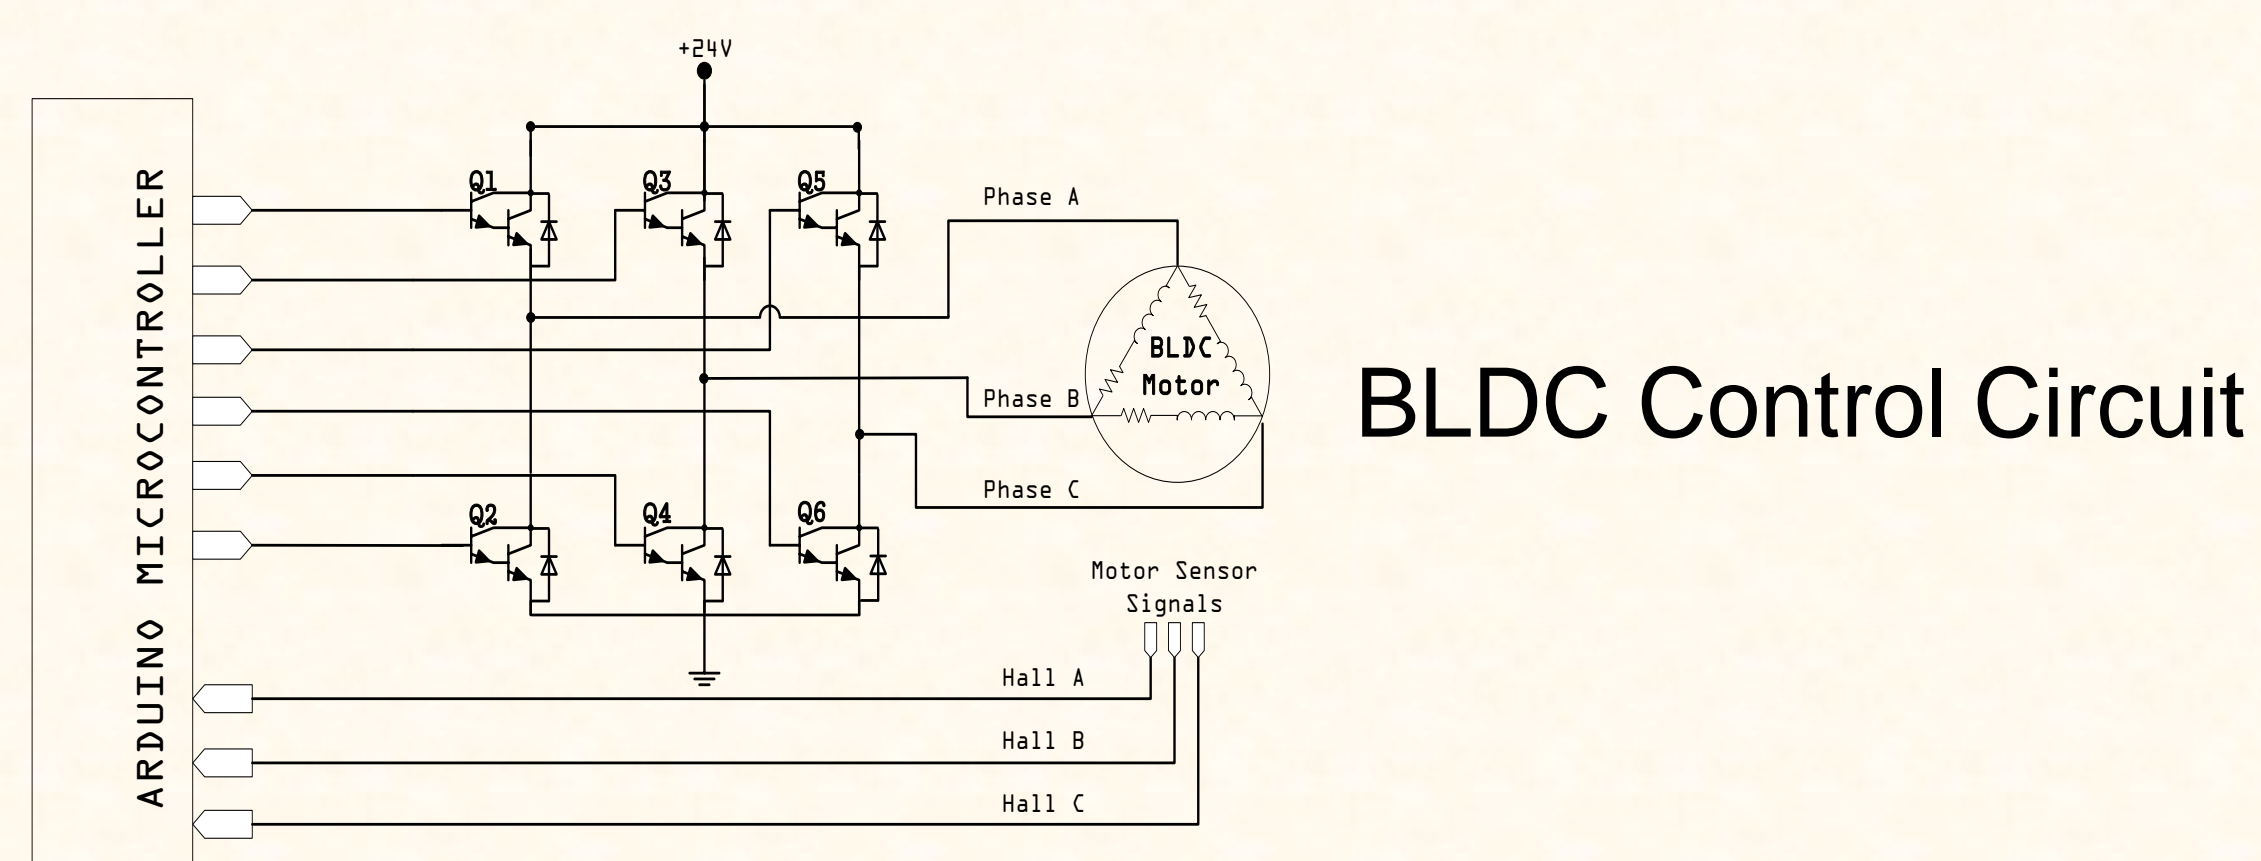 +24V
ARDUINO MICROCONTROLLER
Q1
Q3
Q5
Phase A
BLDC
Motor
Phase B
BLDC Control Circuit
Phase C
Q2
Q4
Q6
Motor Sensor
Signals
Hall A
Hall B
Hall C